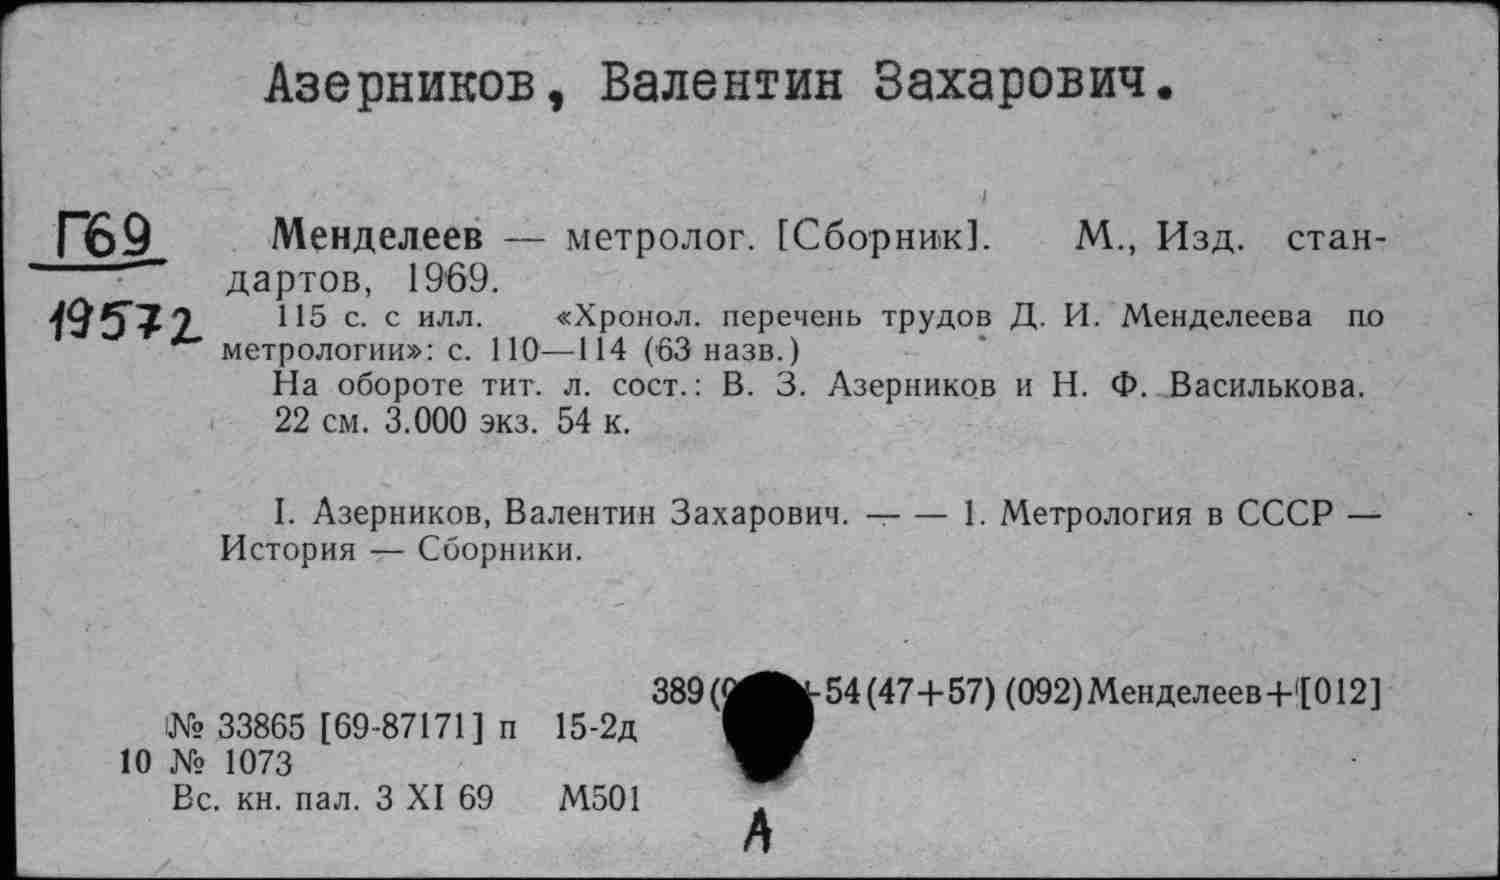 Азерников, Валентин Захарович.
Г69
19572
Менделеев — метролог. [Сборник]. М., Изд. стан-
дартов, 1969.
115 с. с илл. «Хронол. перечень трудов Д. И. Менделеева по
метрологии»: с. 110—114 (63 назв.)
На обороте тит. л. сост.: В. З. Азерников и Н. Ф. Василькова.
22 см. 3.000 экз. 54 к.
I. Азерников, Валентин Захарович. — — 1. Метрология в СССР —
История — Сборники.
389 54(47+57) (092) Менделеев+[012]
№ 33865 [69-87171] п 15-2д
10 № 1073
Вс. кн. пал. 3 XI 69 М501
А